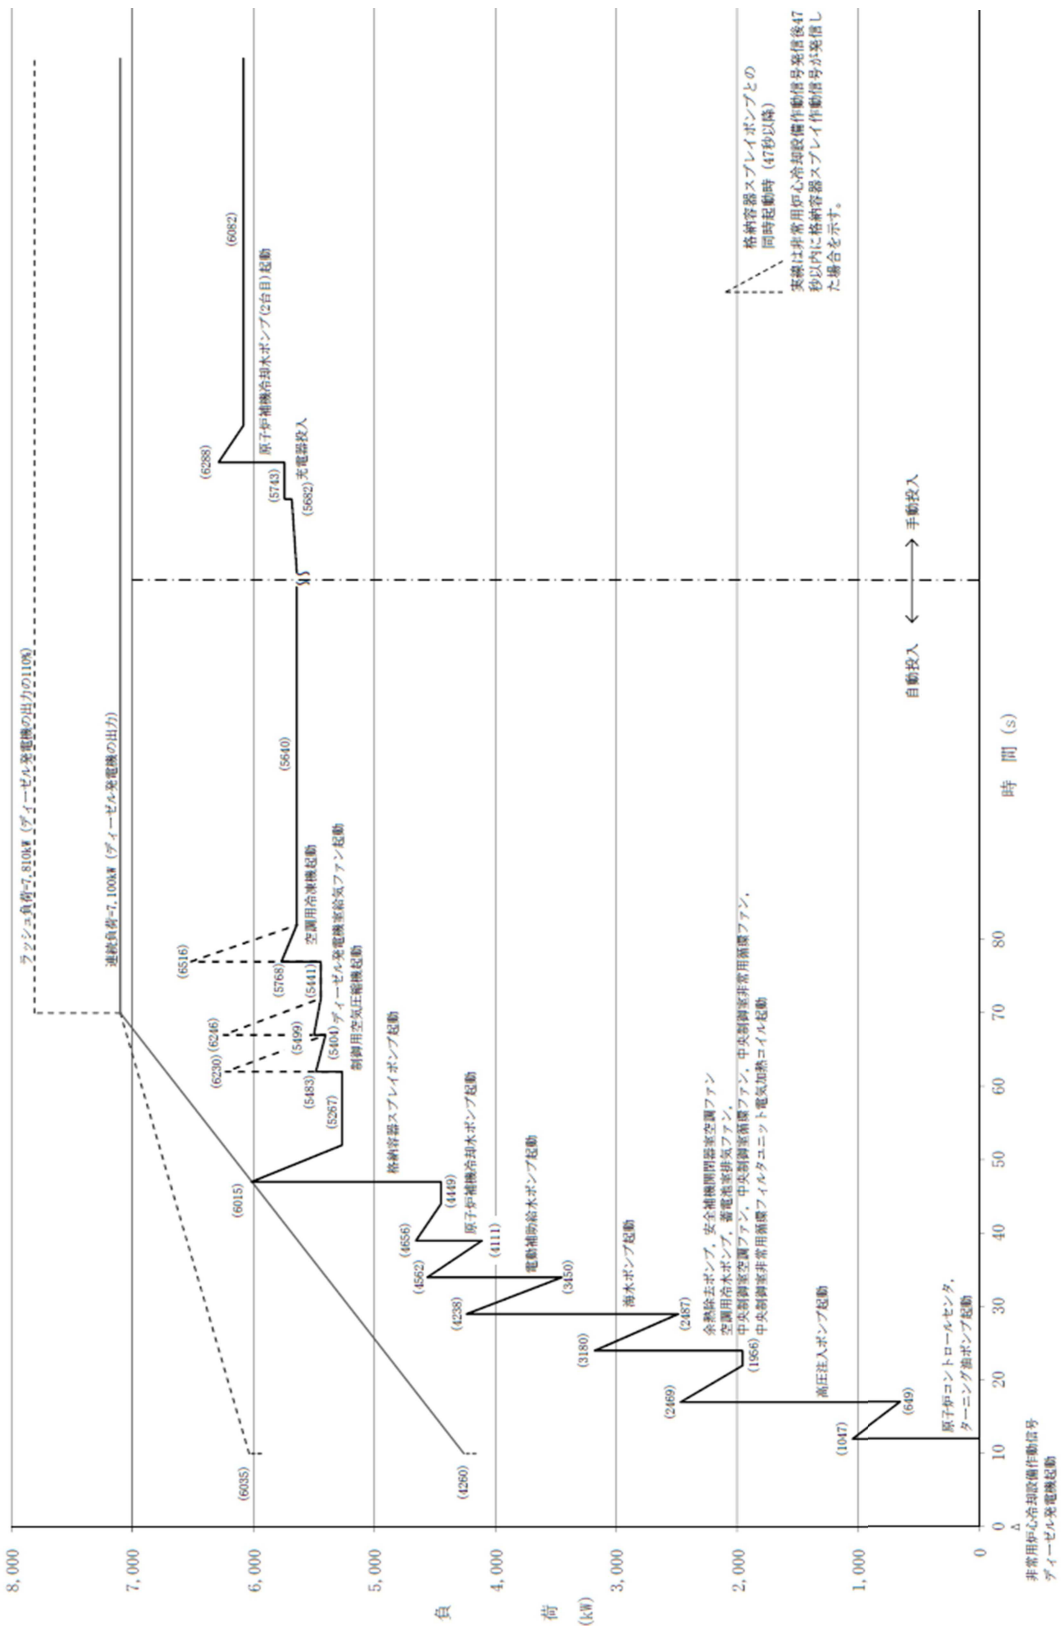 8,000
7,000
6,000
5,000
4,000
3,000
2,000
1,000
0
負
荷
(kW)
ラッシュ負荷=7,810kW (ディーゼル発電機の出力の110%)
連続負荷=7,100kW (ディーゼル発電機の出力)
(6035)
(4260)
(1047)
(649)
原子炉コントロールセンタ,
ターニング油ポンプ起動
(2469)
高圧注入ポンプ起動
(1956)
(3180)
余熱除去ポンプ, 安全補機開閉器室空調ファン
空調用冷水ポンプ, 蓄電池室排気ファン,
中央制御室空調ファン, 中央制御室循環ファン, 中央制御室非常用循環ファン,
中央制御室非常用循環フィルタユニット電気加熱コイル起動
(2487)
(4238)
海水ポンプ起動
(3450)
(4562)
電動補助給水ポンプ起動
(4111)
(4656)
原子炉補機冷却水ポンプ起動
(4449)
(6015)
格納容器スプレイポンプ起動
(5267)
(5483)
(6230)
制御用空気圧縮機起動
(5404)
(5499)
(6246)
ディーゼル発電機室給気ファン起動
(5441)
(5768)
(6516)
空調用冷凍機起動
(5640)
(5682)
充電器投入
(5743)
(6288)
原子炉補機冷却水ポンプ(2台目)起動
(6082)
自動投入
手動投入
格納容器スプレイポンプとの
同時起動時 (47秒以降)
実線は非常用炉心冷却設備作動信号発信後47
秒以内に格納容器スプレイ作動信号が発信し
た場合を示す。
0
10
20
30
40
50
60
70
80
時 間 (s)
△
非常用炉心冷却設備作動信号
ディーゼル発電機起動